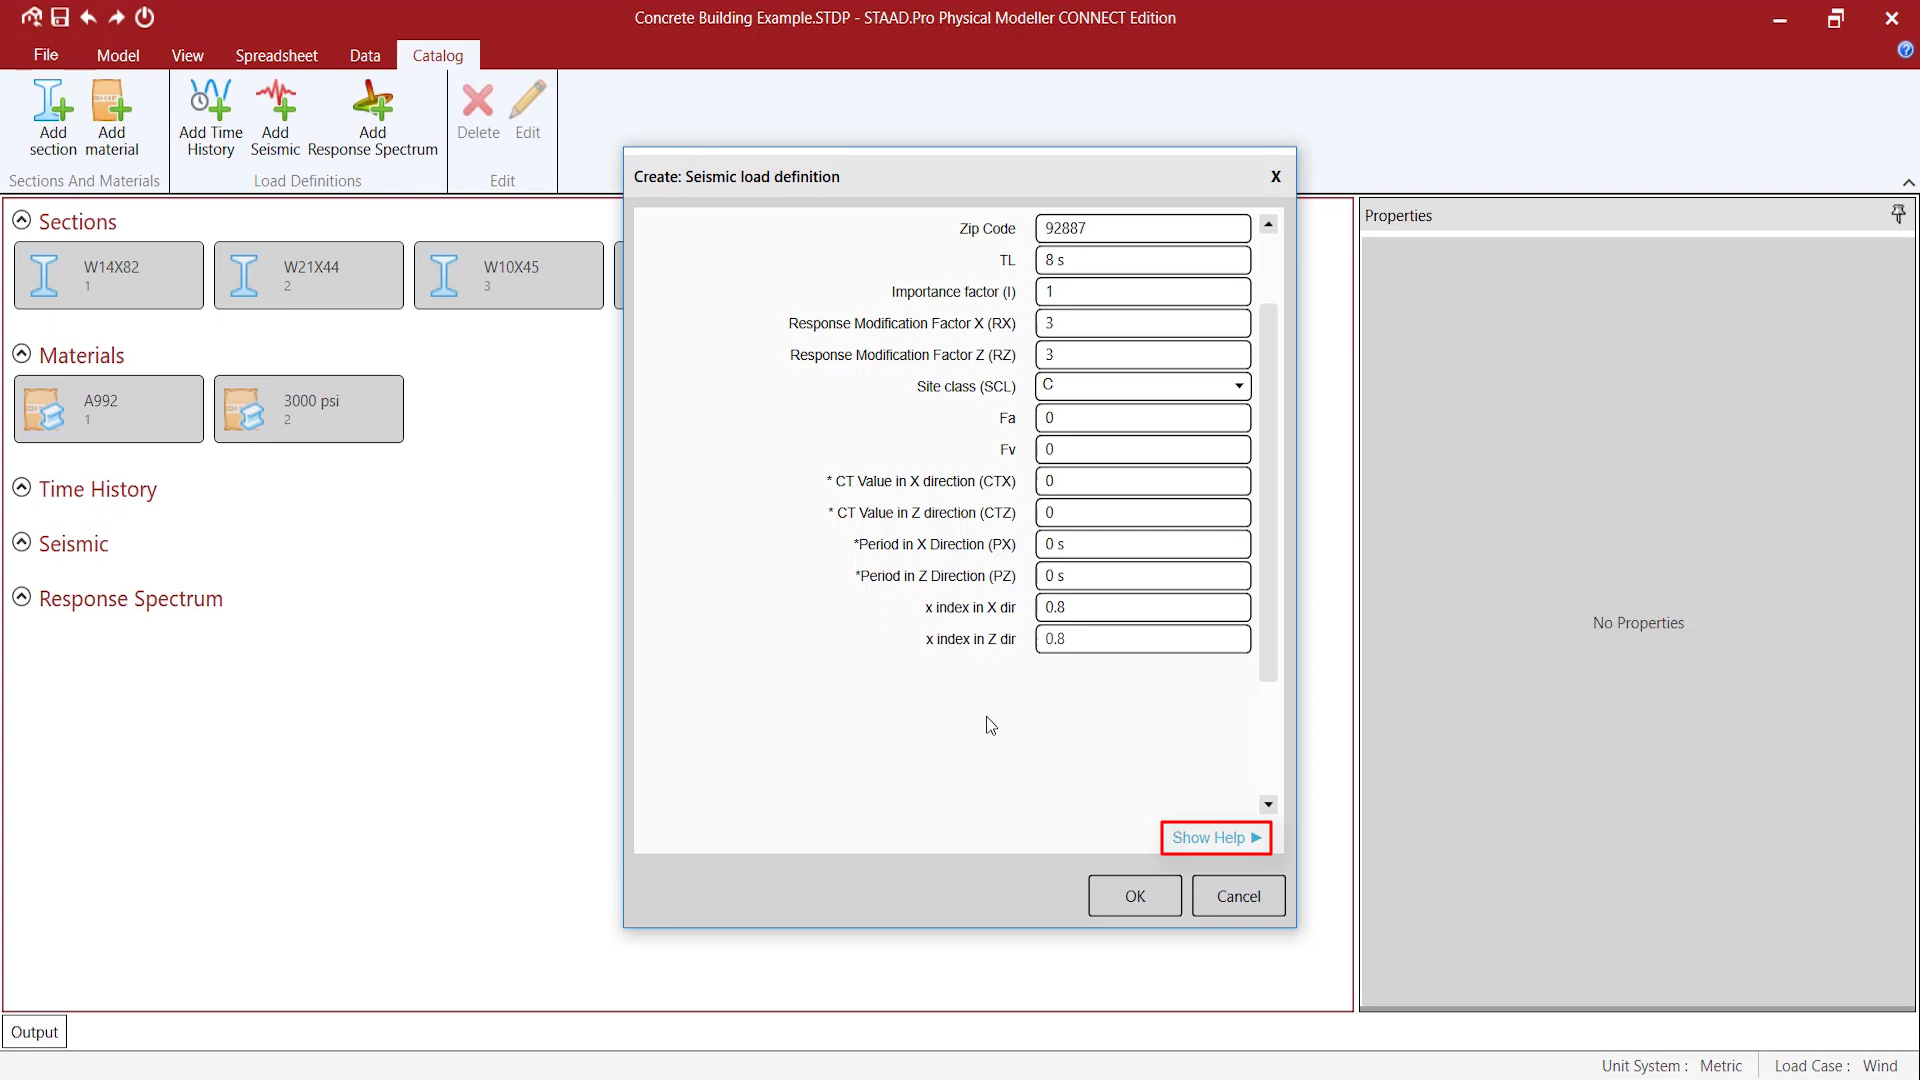 Concrete Building Example.STDP - STAAD.Pro Physical Modeller CONNECT Edition
File Model View Spreadsheet Data Catalog
Add section
Add material
Add Time History
Add Seismic
Add Response Spectrum
Delete
Edit
Sections And Materials
Load Definitions
Edit
Sections
W14X82
1
W21X44
2
W10X45
3
Materials
A992
1
3000 psi
2
Time History
Seismic
Response Spectrum
Create: Seismic load definition X
Zip Code 92887
TL 8 s
Importance factor (I) 1
Response Modification Factor X (RX) 3
Response Modification Factor Z (RZ) 3
Site class (SCL) C
Fa 0
Fv 0
* CT Value in X direction (CTX) 0
* CT Value in Z direction (CTZ) 0
*Period in X Direction (PX) 0 s
*Period in Z Direction (PZ) 0 s
x index in X dir 0.8
x index in Z dir 0.8
Show Help
OK Cancel
Properties
No Properties
Output
Unit System : Metric Load Case : Wind